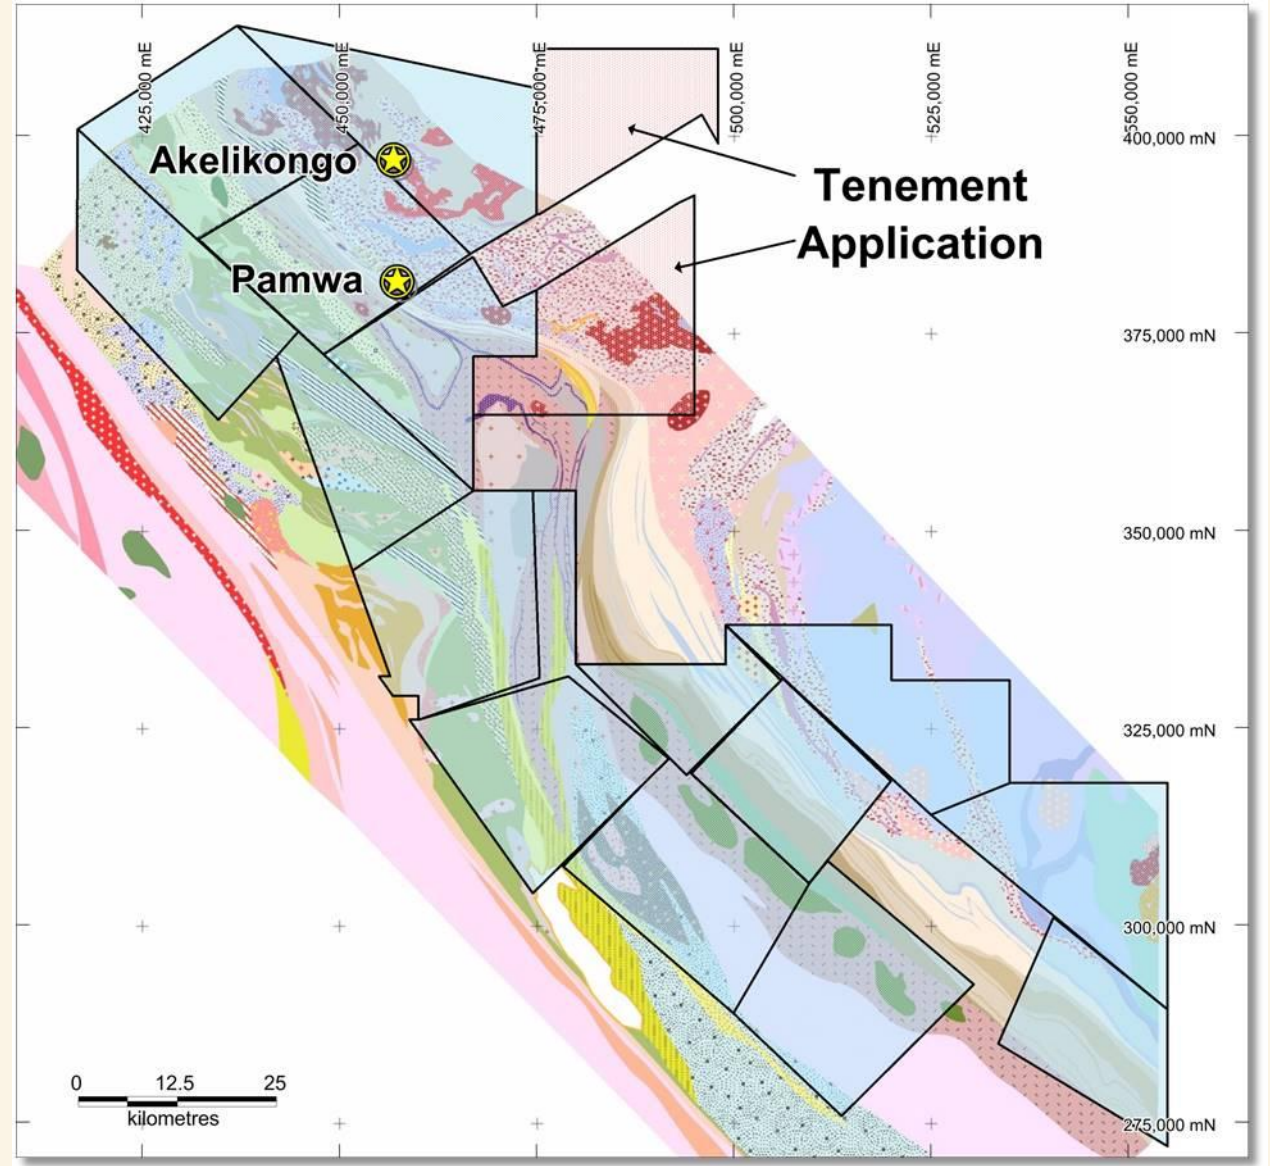 425,000 mE
450,000 mE
475,000 mE
500,000 mE
525,000 mE
550,000 mE
400,000 mN
Akelikongo
Tenement
Application
Pamwa
375,000 mN
350,000 mN
325,000 mN
300,000 mN
0 12.5 25
kilometres
275,000 mN